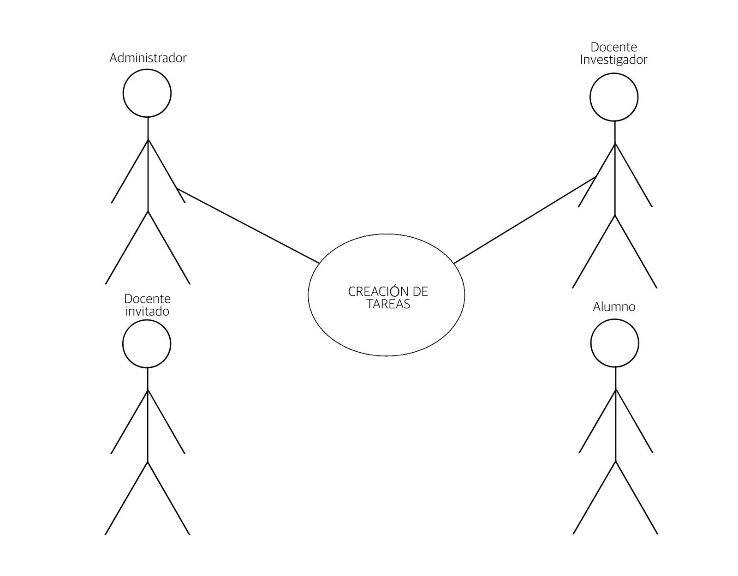 Administrador
Docente
Investigador
CREACIÓN DE
TAREAS
Docente
invitado
Alumno